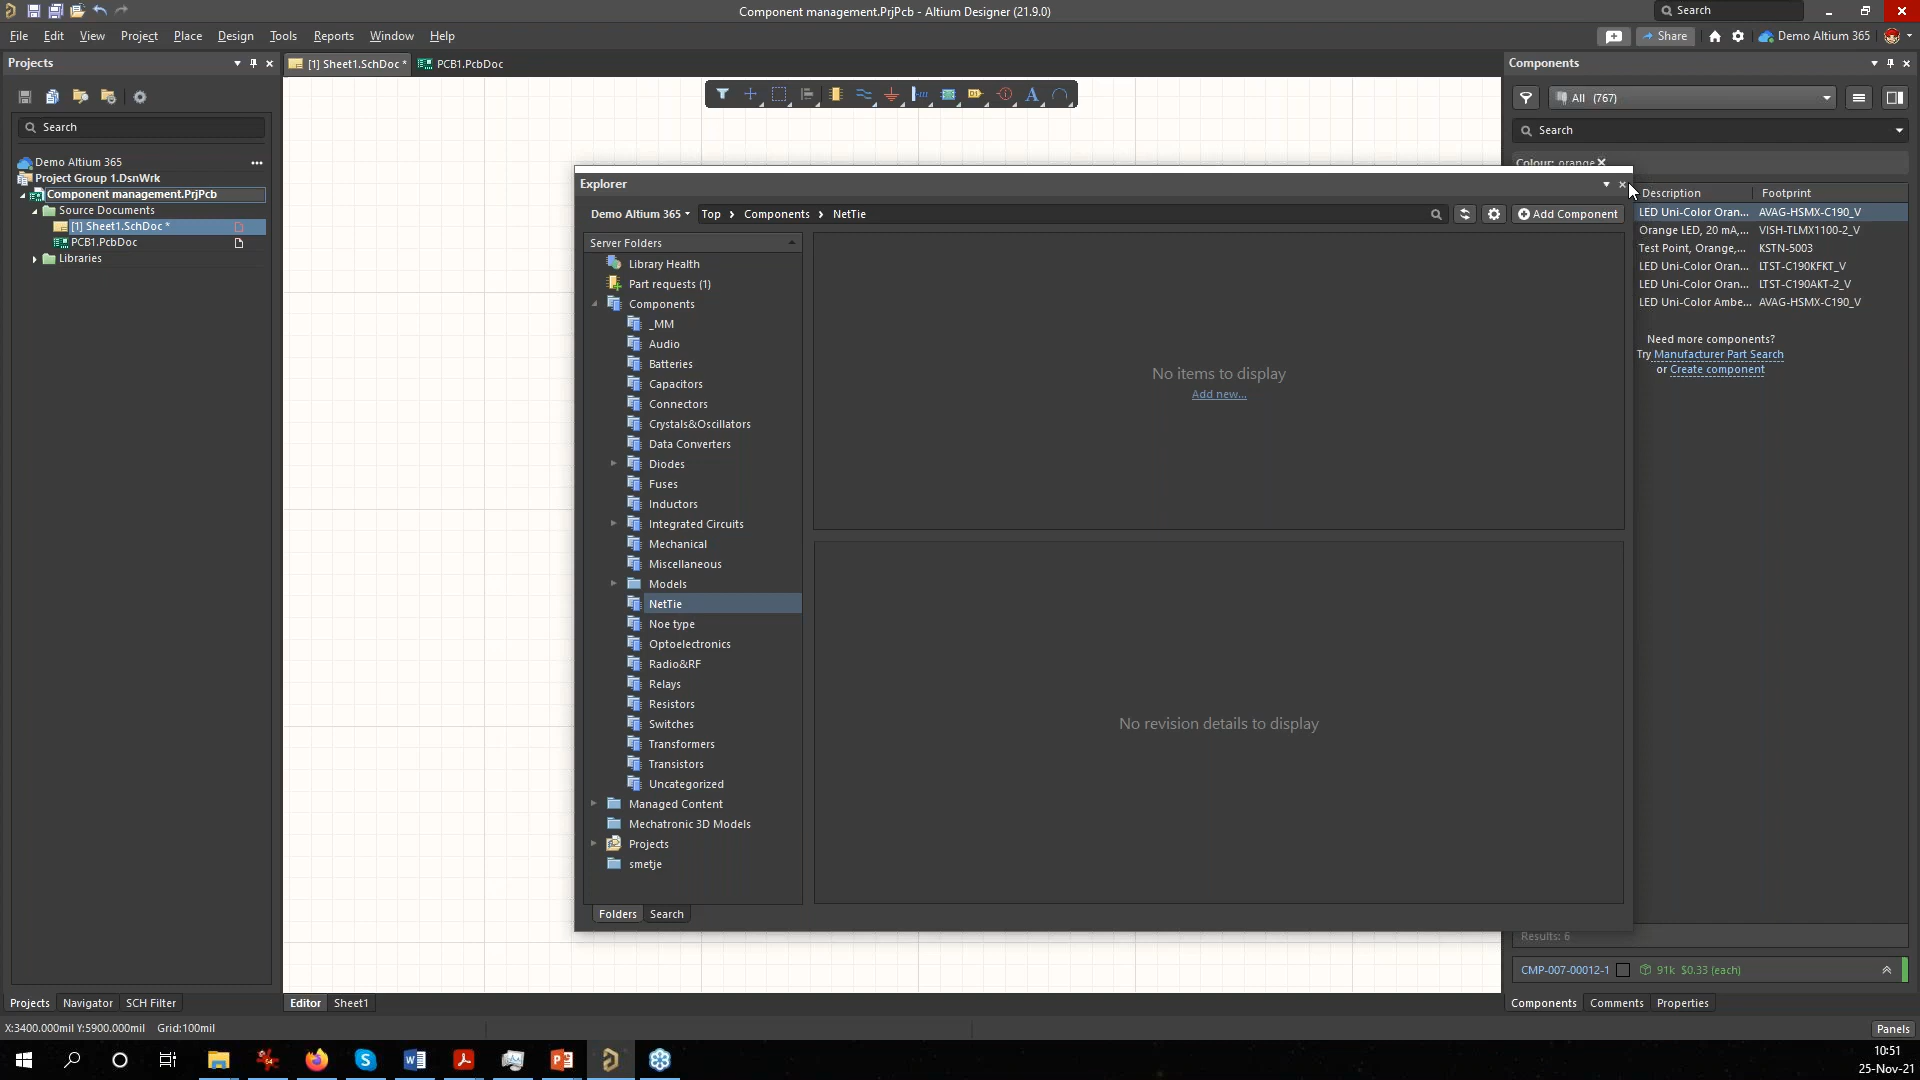 Component management.PrjPcb - Altium Designer (21.9.0)
Search
File Edit View Project Place Design Tools Reports Window Help
Share
Demo Altium 365
Projects
[1] Sheet1.SchDoc *
PCB1.PcbDoc
Components
All (767)
Search
Search
Colour: orange
Demo Altium 365
Project Group 1.DsnWrk
Component management.PrjPcb
Source Documents
[1] Sheet1.SchDoc *
PCB1.PcbDoc
Libraries
Explorer
Demo Altium 365
Top
Components
NetTie
Add Component
Server Folders
Library Health
Part requests (1)
Components
_MM
Audio
Batteries
Capacitors
Connectors
Crystals&Oscillators
Data Converters
Diodes
Fuses
Inductors
Integrated Circuits
Mechanical
Miscellaneous
Models
NetTie
Noe type
Optoelectronics
Radio&RF
Relays
Resistors
Switches
Transformers
Transistors
Uncategorized
Managed Content
Mechatronic 3D Models
Projects
smetje
Folders
Search
No items to display
Add new...
No revision details to display
Description Footprint
LED Uni-Color Oran... AVAG-HSMX-C190_V
Orange LED, 20 mA,... VISH-TLMX1100-2_V
Test Point, Orange,... KSTN-5003
LED Uni-Color Oran... LTST-C190KFKT_V
LED Uni-Color Oran... LTST-C190AKT-2_V
LED Uni-Color Ambe... AVAG-HSMX-C190_V
Need more components?
Try Manufacturer Part Search
or Create component
Results: 6
CMP-007-00012-1
91k $0.33 (each)
Projects Navigator SCH Filter
Editor Sheet1
Components Comments Properties
X:3400.000mil Y:5900.000mil Grid:100mil
Panels
10:51
25-Nov-21